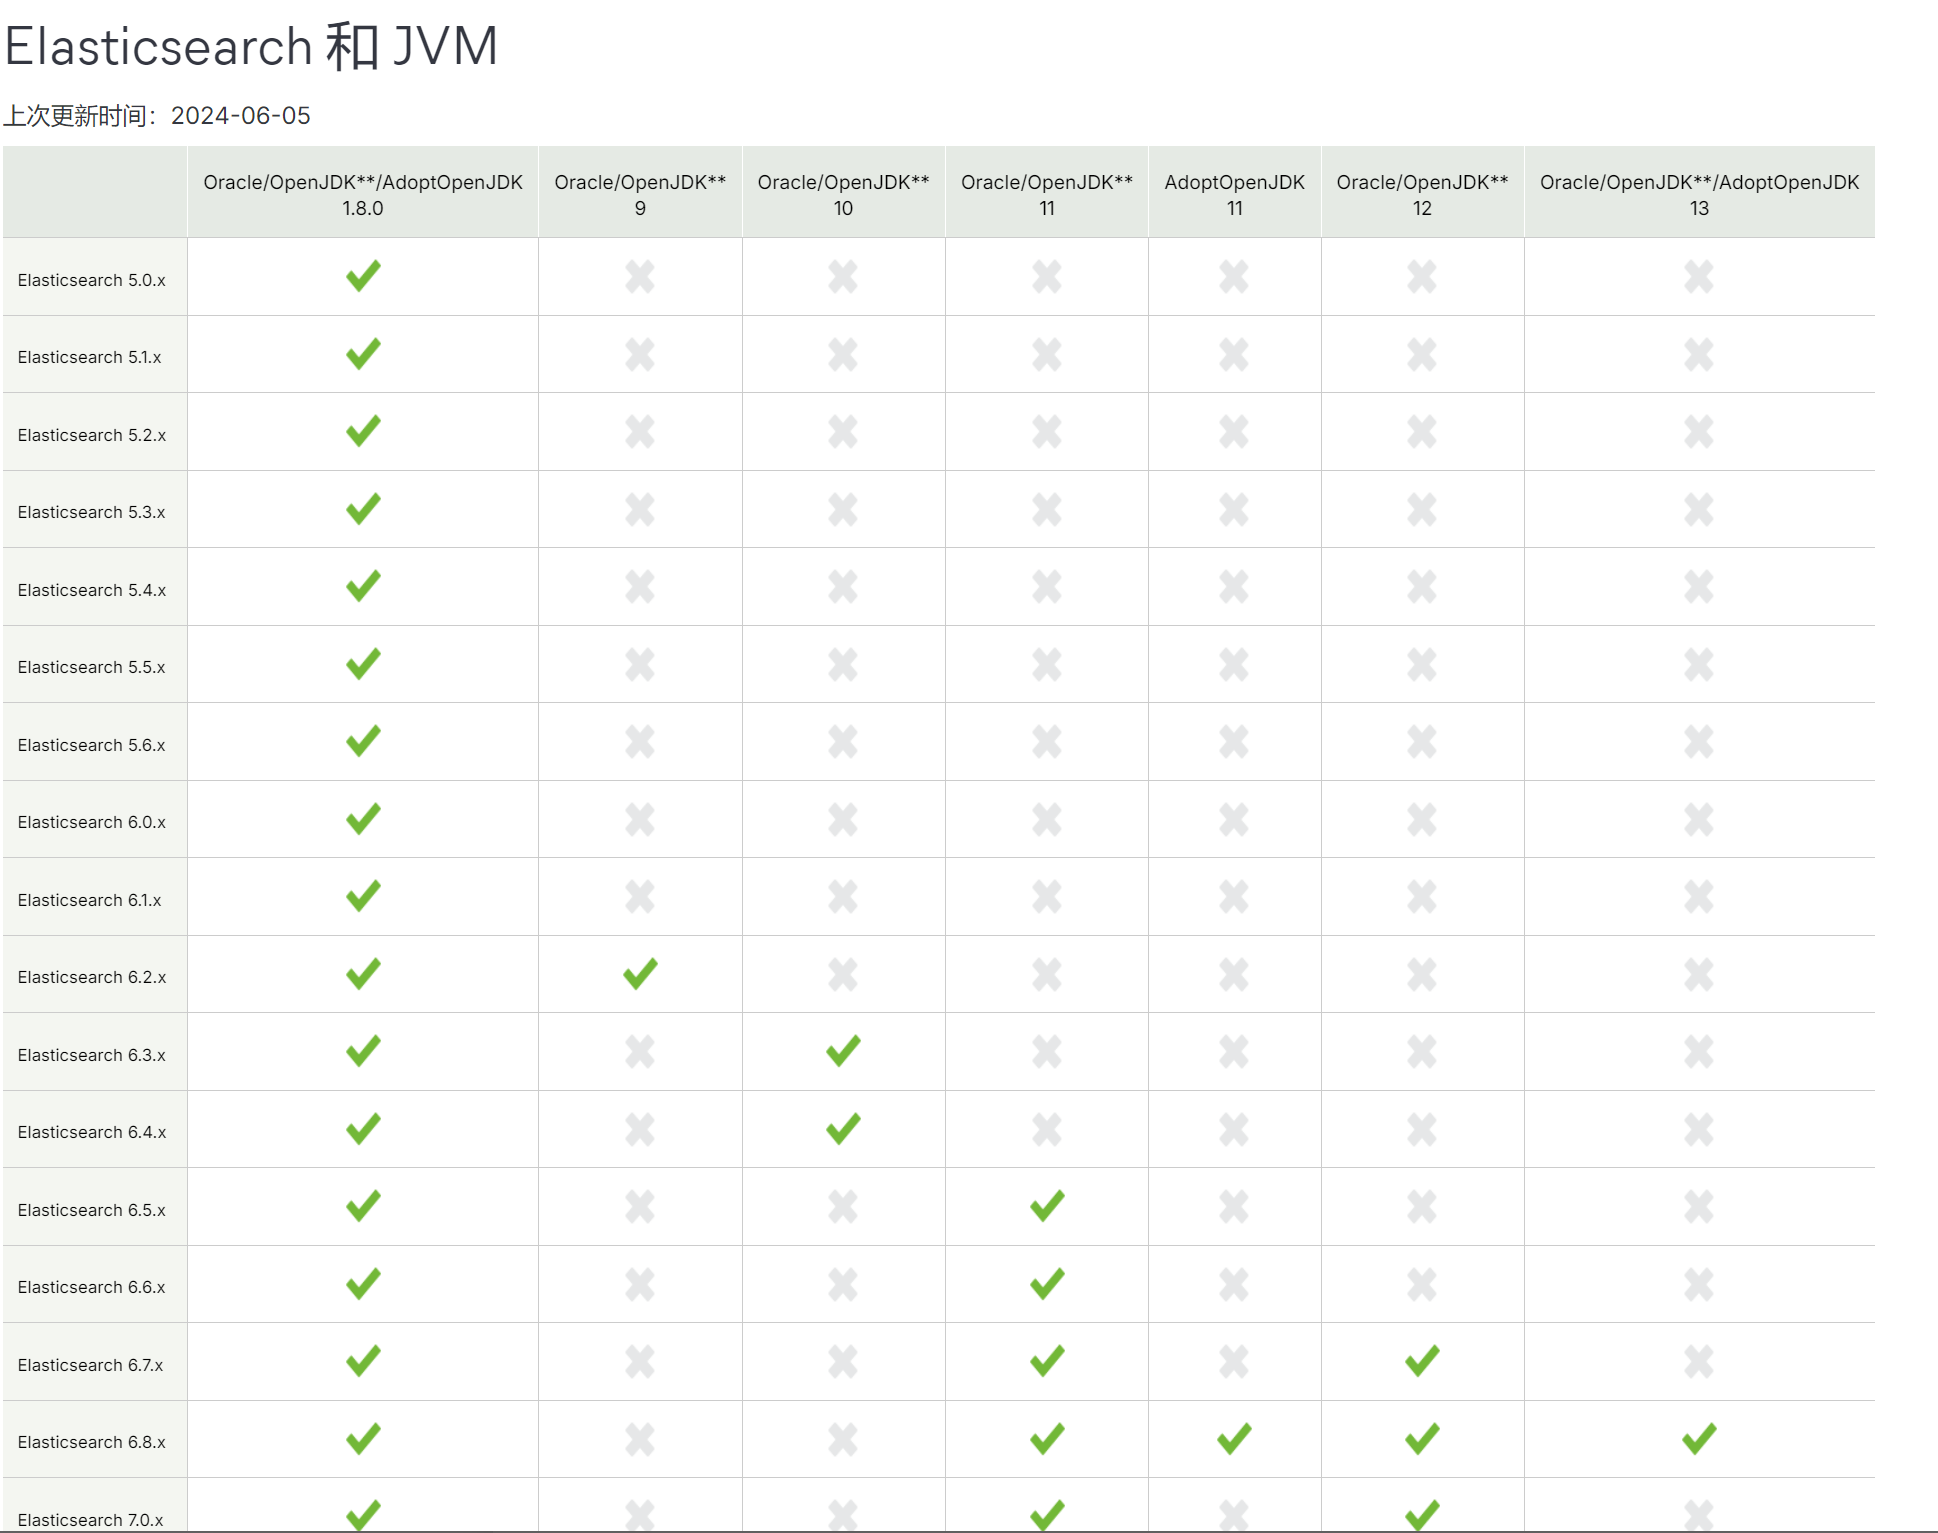 Elasticsearch 和 JVM
上次更新时间：2024-06-05
Oracle/OpenJDK**/AdoptOpenJDK
1.8.0
Oracle/OpenJDK**
9
Oracle/OpenJDK**
10
Oracle/OpenJDK**
11
AdoptOpenJDK
11
Oracle/OpenJDK**
12
Oracle/OpenJDK**/AdoptOpenJDK
13
Elasticsearch 5.0.x
Elasticsearch 5.1.x
Elasticsearch 5.2.x
Elasticsearch 5.3.x
Elasticsearch 5.4.x
Elasticsearch 5.5.x
Elasticsearch 5.6.x
Elasticsearch 6.0.x
Elasticsearch 6.1.x
Elasticsearch 6.2.x
Elasticsearch 6.3.x
Elasticsearch 6.4.x
Elasticsearch 6.5.x
Elasticsearch 6.6.x
Elasticsearch 6.7.x
Elasticsearch 6.8.x
Elasticsearch 7.0.x